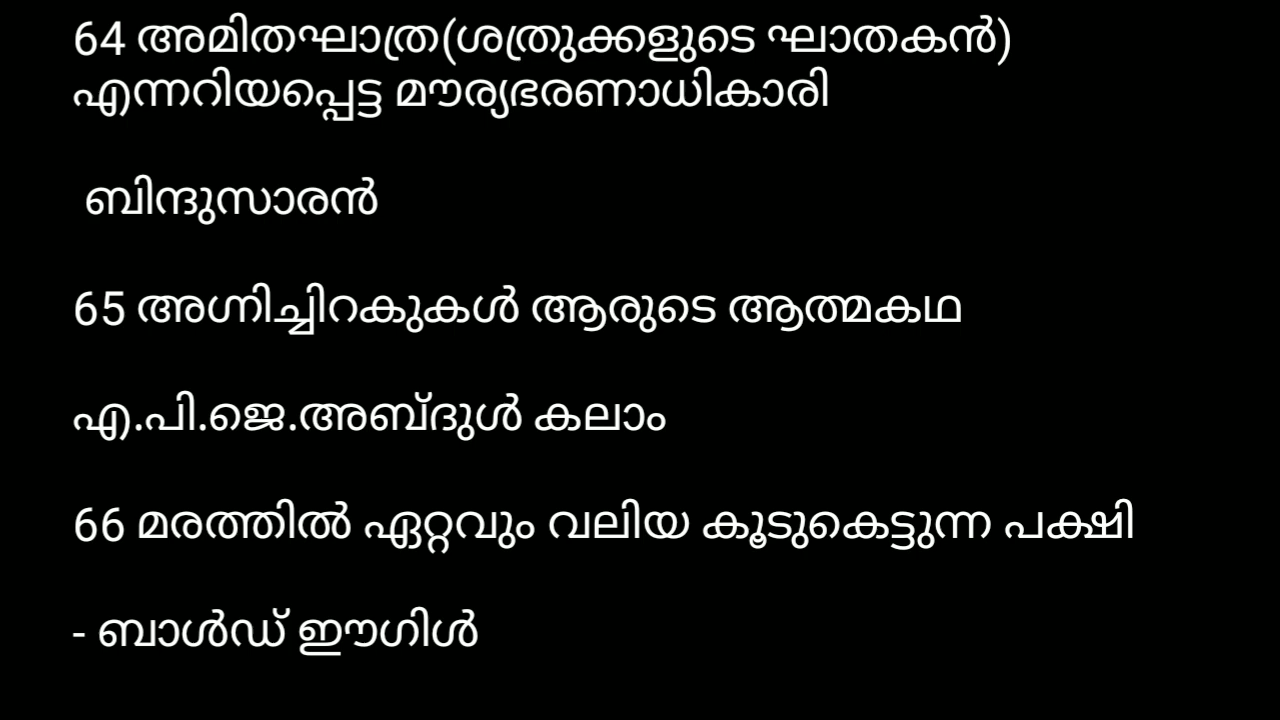 64 അമിതഘാത്ര(ശത്രുക്കളുടെ ഘാതകൻ)
എന്നറിയപ്പെട്ട മൗര്യഭരണാധികാരി
ബിന്ദുസാരൻ
65 അഗ്നിച്ചിറകുകൾ ആരുടെ ആത്മകഥ
എ.പി.ജെ.അബ്ദുൾ കലാം
66 മരത്തിൽ ഏറ്റവും വലിയ കൂടുകെട്ടുന്ന പക്ഷി
- ബാൾഡ് ഈഗിൾ